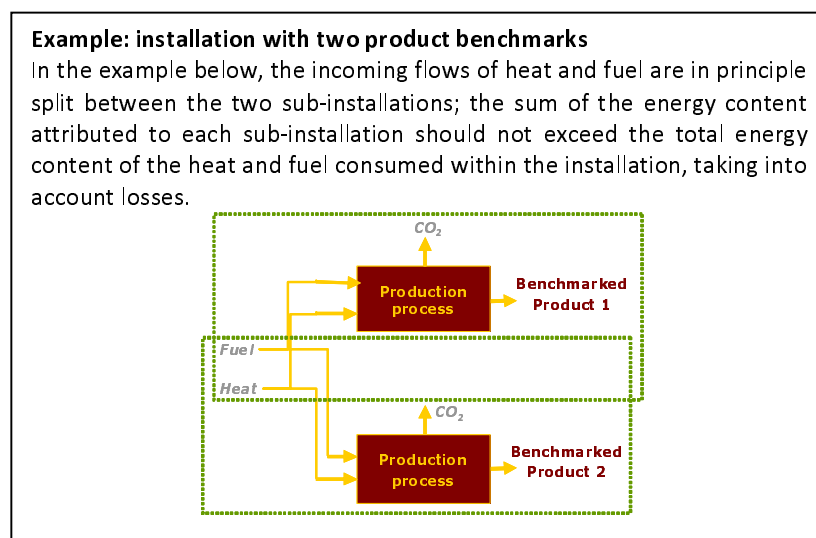 Example: installation with two product benchmarks
In the example below, the incoming flows of heat and fuel are in principle
split between the two sub-installations; the sum of the energy content
attributed to each sub-installation should not exceed the total energy
content of the heat and fuel consumed within the installation, taking into
account losses.
CO₂
Production
process
Benchmarked
Product 1
Fuel
Heat
CO₂
Production
process
Benchmarked
Product 2